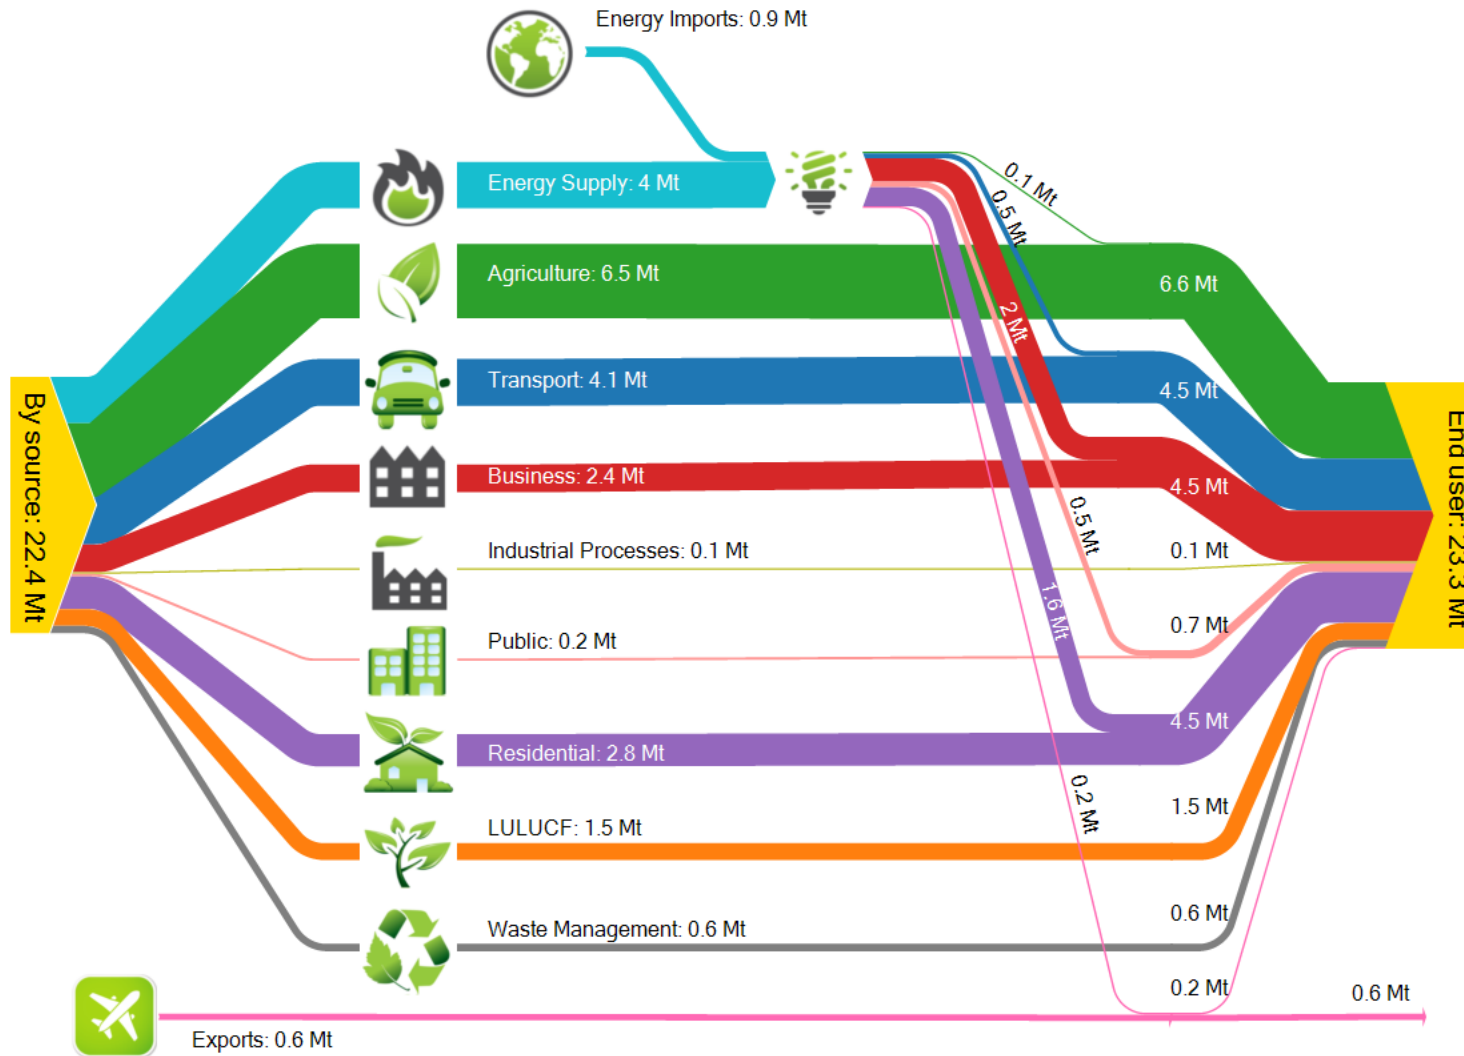 Energy Imports: 0.9 Mt
Energy Supply: 4 Mt
0.1 Mt
0.5 Mt
Agriculture: 6.5 Mt
6.6 Mt
2 Mt
Transport: 4.1 Mt
4.5 Mt
By source: 22.4 Mt
End user: 23.3 Mt
Business: 2.4 Mt
4.5 Mt
0.5 Mt
Industrial Processes: 0.1 Mt
0.1 Mt
1.6 Mt
Public: 0.2 Mt
0.7 Mt
Residential: 2.8 Mt
4.5 Mt
0.2 Mt
LULUCF: 1.5 Mt
1.5 Mt
Waste Management: 0.6 Mt
0.6 Mt
0.2 Mt
0.6 Mt
Exports: 0.6 Mt